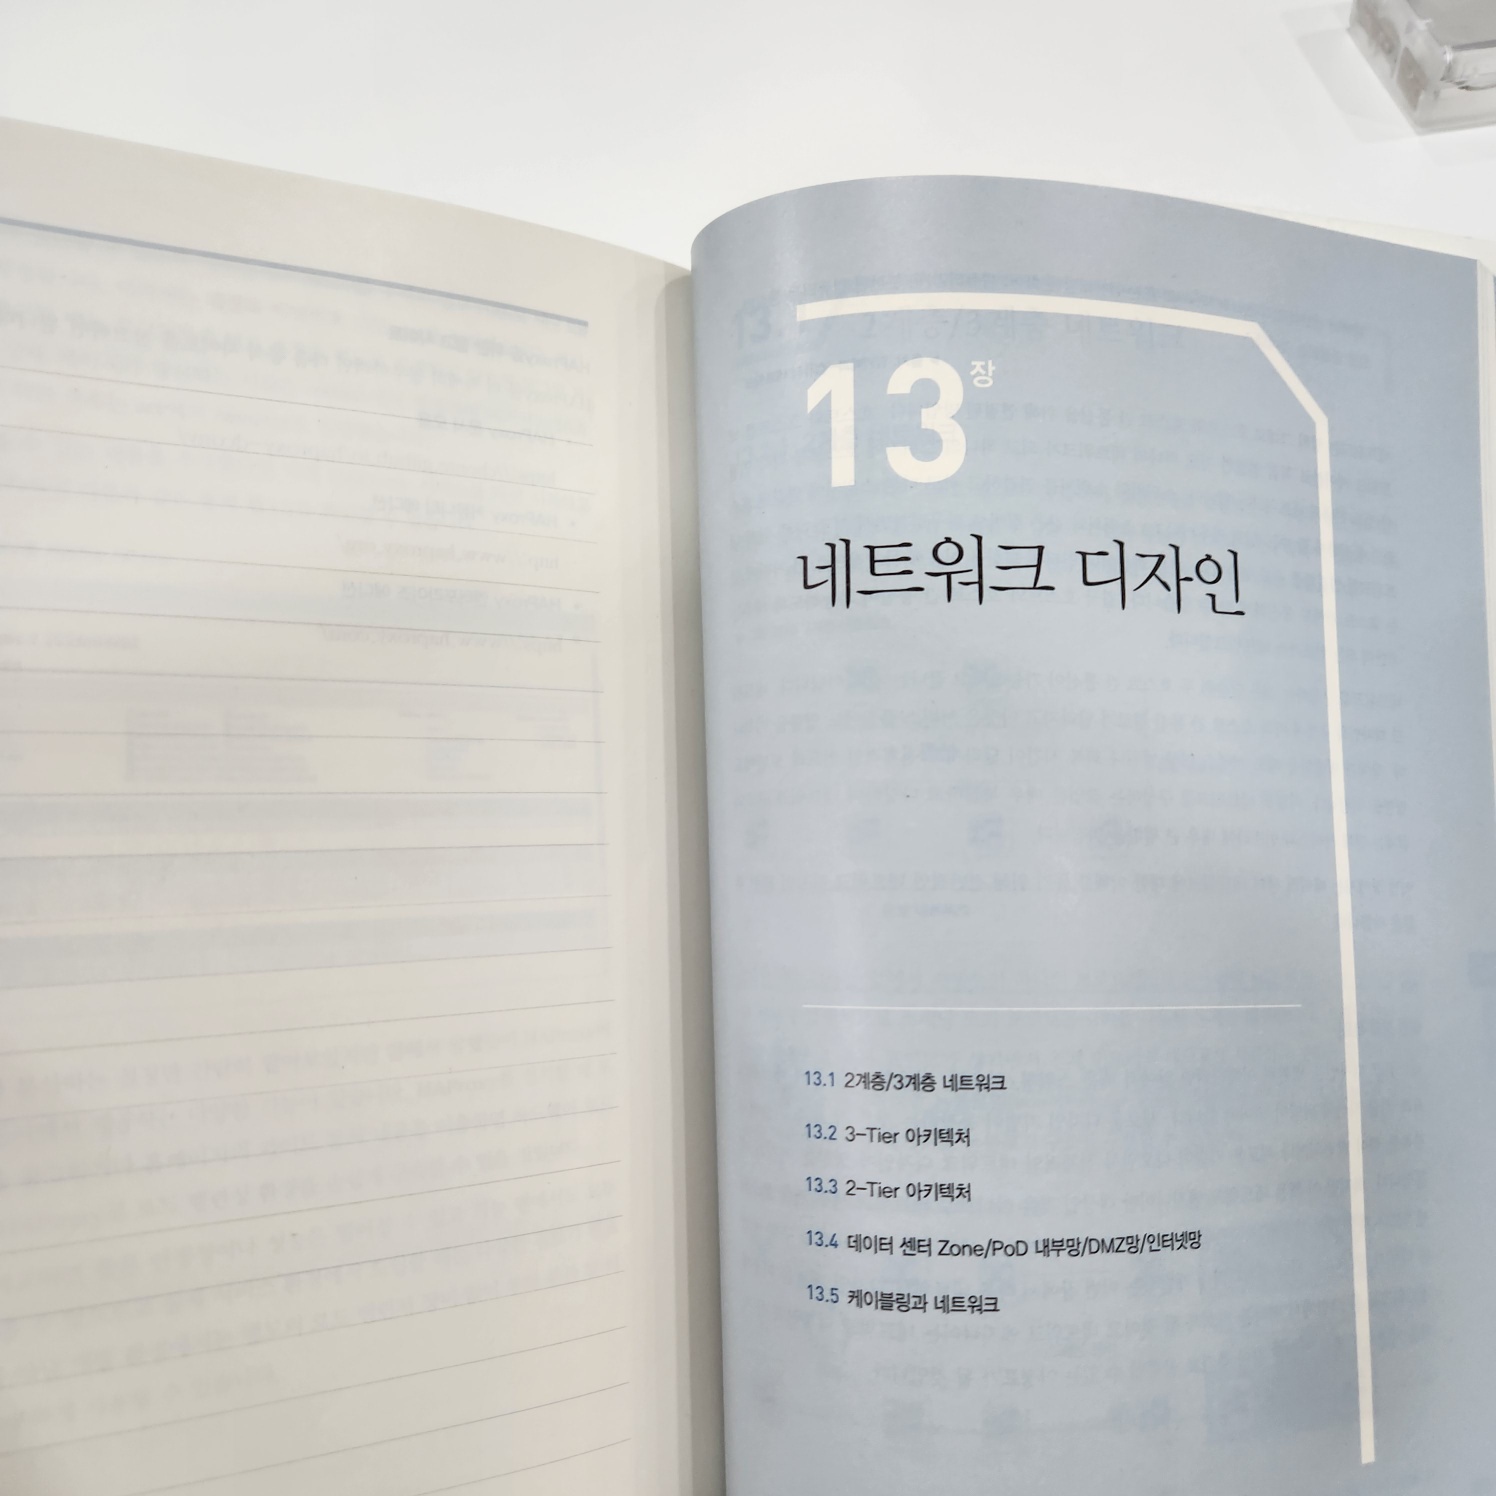 13장
네트워크 디자인
13.1 2계층/3계층 네트워크
13.2 3-Tier 아키텍처
13.3 2-Tier 아키텍처
13.4 데이터 센터 Zone/PoD 내부망/DMZ망/인터넷망
13.5 케이블링과 네트워크